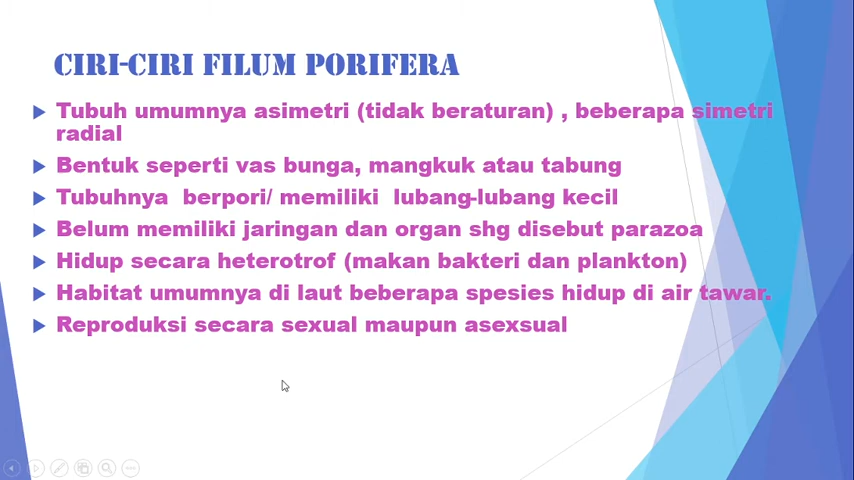 CIRI-CIRI FILUM PORIFERA
Tubuh umumnya asimetri (tidak beraturan) , beberapa simetri
radial
Bentuk seperti vas bunga, mangkuk atau tabung
Tubuhnya berpori/ memiliki lubang-lubang kecil
Belum memiliki jaringan dan organ shg disebut parazoa
Hidup secara heterotrof (makan bakteri dan plankton)
Habitat umumnya di laut beberapa spesies hidup di air tawar.
Reproduksi secara sexual maupun asexsual